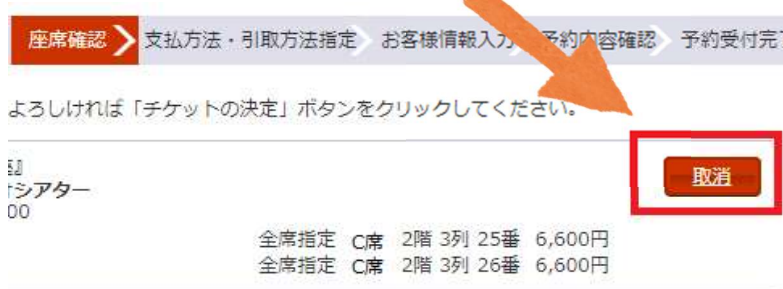 座席確認 支払方法・引取方法指定 お客様情報入力 予約内容確認 予約受付完
よろしければ「チケットの決定」ボタンをクリックしてください。
』
シアター
00
取消
全席指定 C席 2階 3列 25番 6,600円
全席指定 C席 2階 3列 26番 6,600円